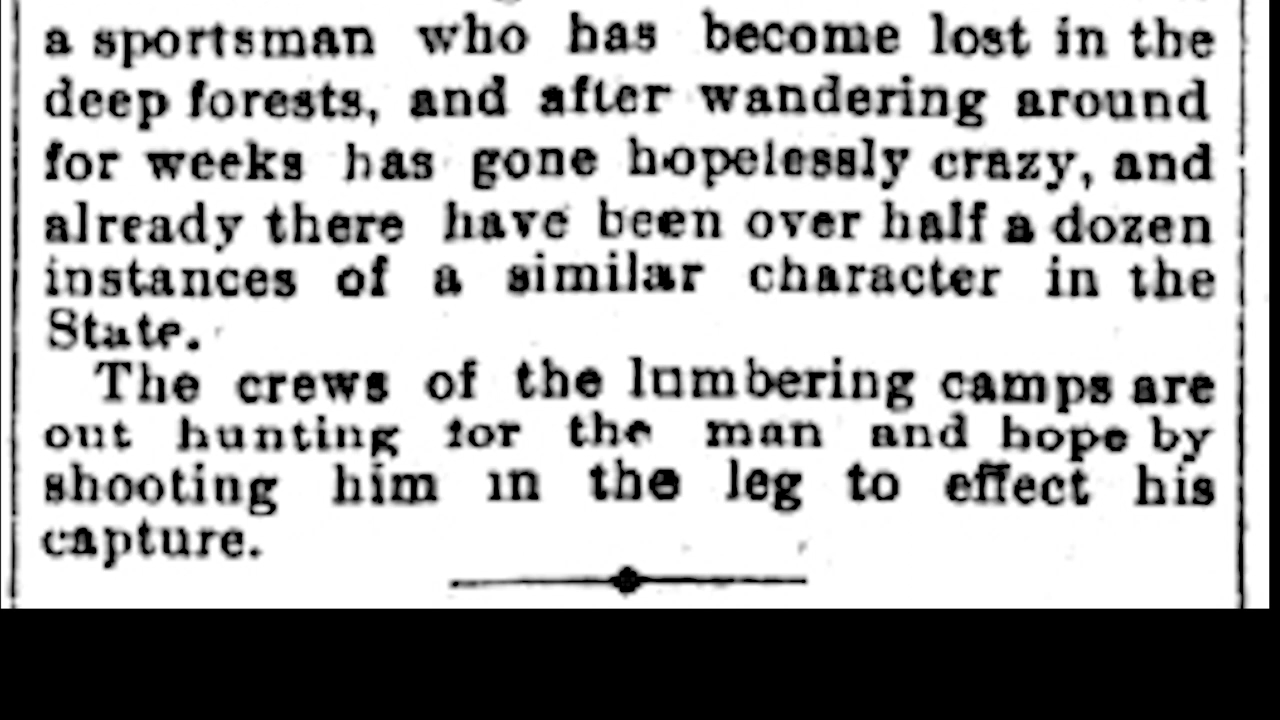 a sportsman who has become lost in the
deep forests, and after wandering around
for weeks has gone hopelessly crazy, and
already there have been over half a dozen
instances of a similar character in the
State.
The crews of the lumbering camps are
out hunting for the man and hope by
shooting him in the leg to effect his
capture.